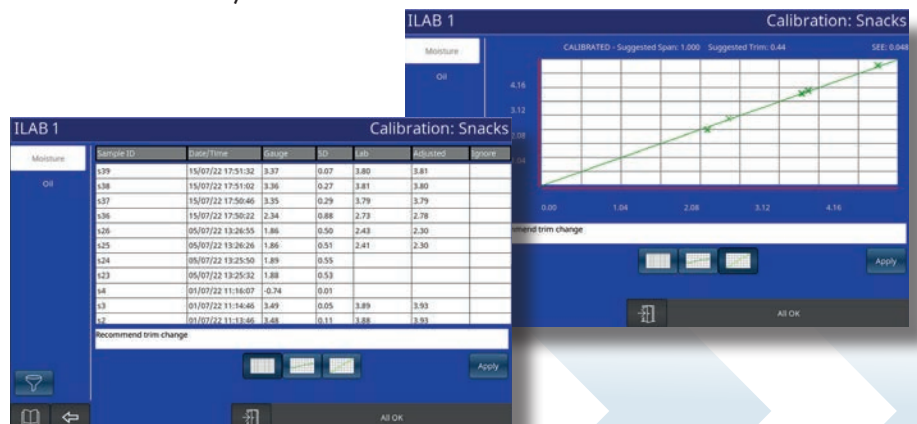 ILAB 1 Calibration: Snacks
Moisture
Oil
CALIBRATED - Suggested Span: 1.000 Suggested Trim: 0.44 SEE: 0.048
4.16
3.12
2.08
1.04
0.00 1.04 2.08 3.12 4.16
mmend trim change
Apply
All OK
ILAB 1 Calibration: Snacks
Moisture
Oil
Sample ID Date/Time Gauge SD Lab Adjusted Ignore
s39 15/07/22 17:51:32 3.37 0.07 3.80 3.81
s38 15/07/22 17:51:02 3.36 0.27 3.81 3.80
s37 15/07/22 17:50:46 3.35 0.29 3.79 3.79
s36 15/07/22 17:50:22 2.34 0.88 2.73 2.78
s26 05/07/22 13:26:55 1.86 0.50 2.43 2.30
s25 05/07/22 13:26:26 1.86 0.51 2.41 2.30
s24 05/07/22 13:25:50 1.89 0.55
s23 05/07/22 13:25:32 1.88 0.53
s4 01/07/22 11:16:07 -0.74 0.01
s3 01/07/22 11:14:46 3.49 0.05 3.89 3.93
s2 01/07/22 11:13:46 3.48 0.11 3.88 3.93
Recommend trim change
Apply
All OK